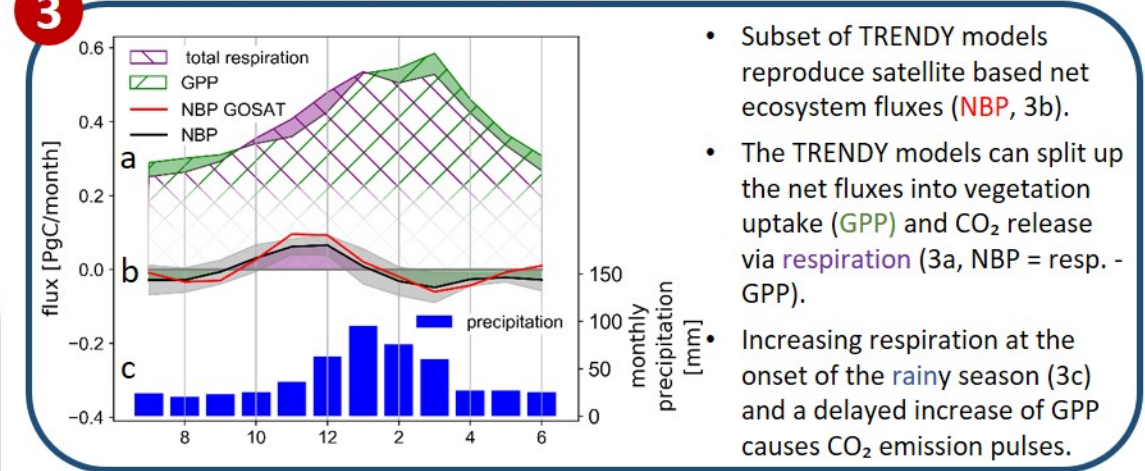 3
0.6
0.4
0.2
0.0
−0.2
−0.4
flux [PgC/month]
total respiration
GPP
NBP GOSAT
NBP
a
b
c
precipitation
150
100
50
0
monthly
precipitation
[mm]
8
10
12
2
4
6
• Subset of TRENDY models
reproduce satellite based net
ecosystem fluxes (NBP, 3b).
• The TRENDY models can split up
the net fluxes into vegetation
uptake (GPP) and CO₂ release
via respiration (3a, NBP = resp. -
GPP).
• Increasing respiration at the
onset of the rainy season (3c)
and a delayed increase of GPP
causes CO₂ emission pulses.